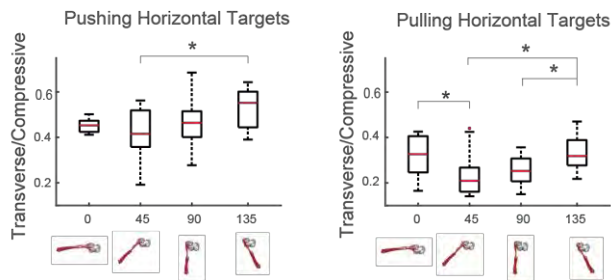 Pushing Horizontal Targets
Transverse/Compressive
0.6
0.4
0.2
*
0 45 90 135
Pulling Horizontal Targets
Transverse/Compressive
0.6
0.4
0.2
*
*
*
0 45 90 135